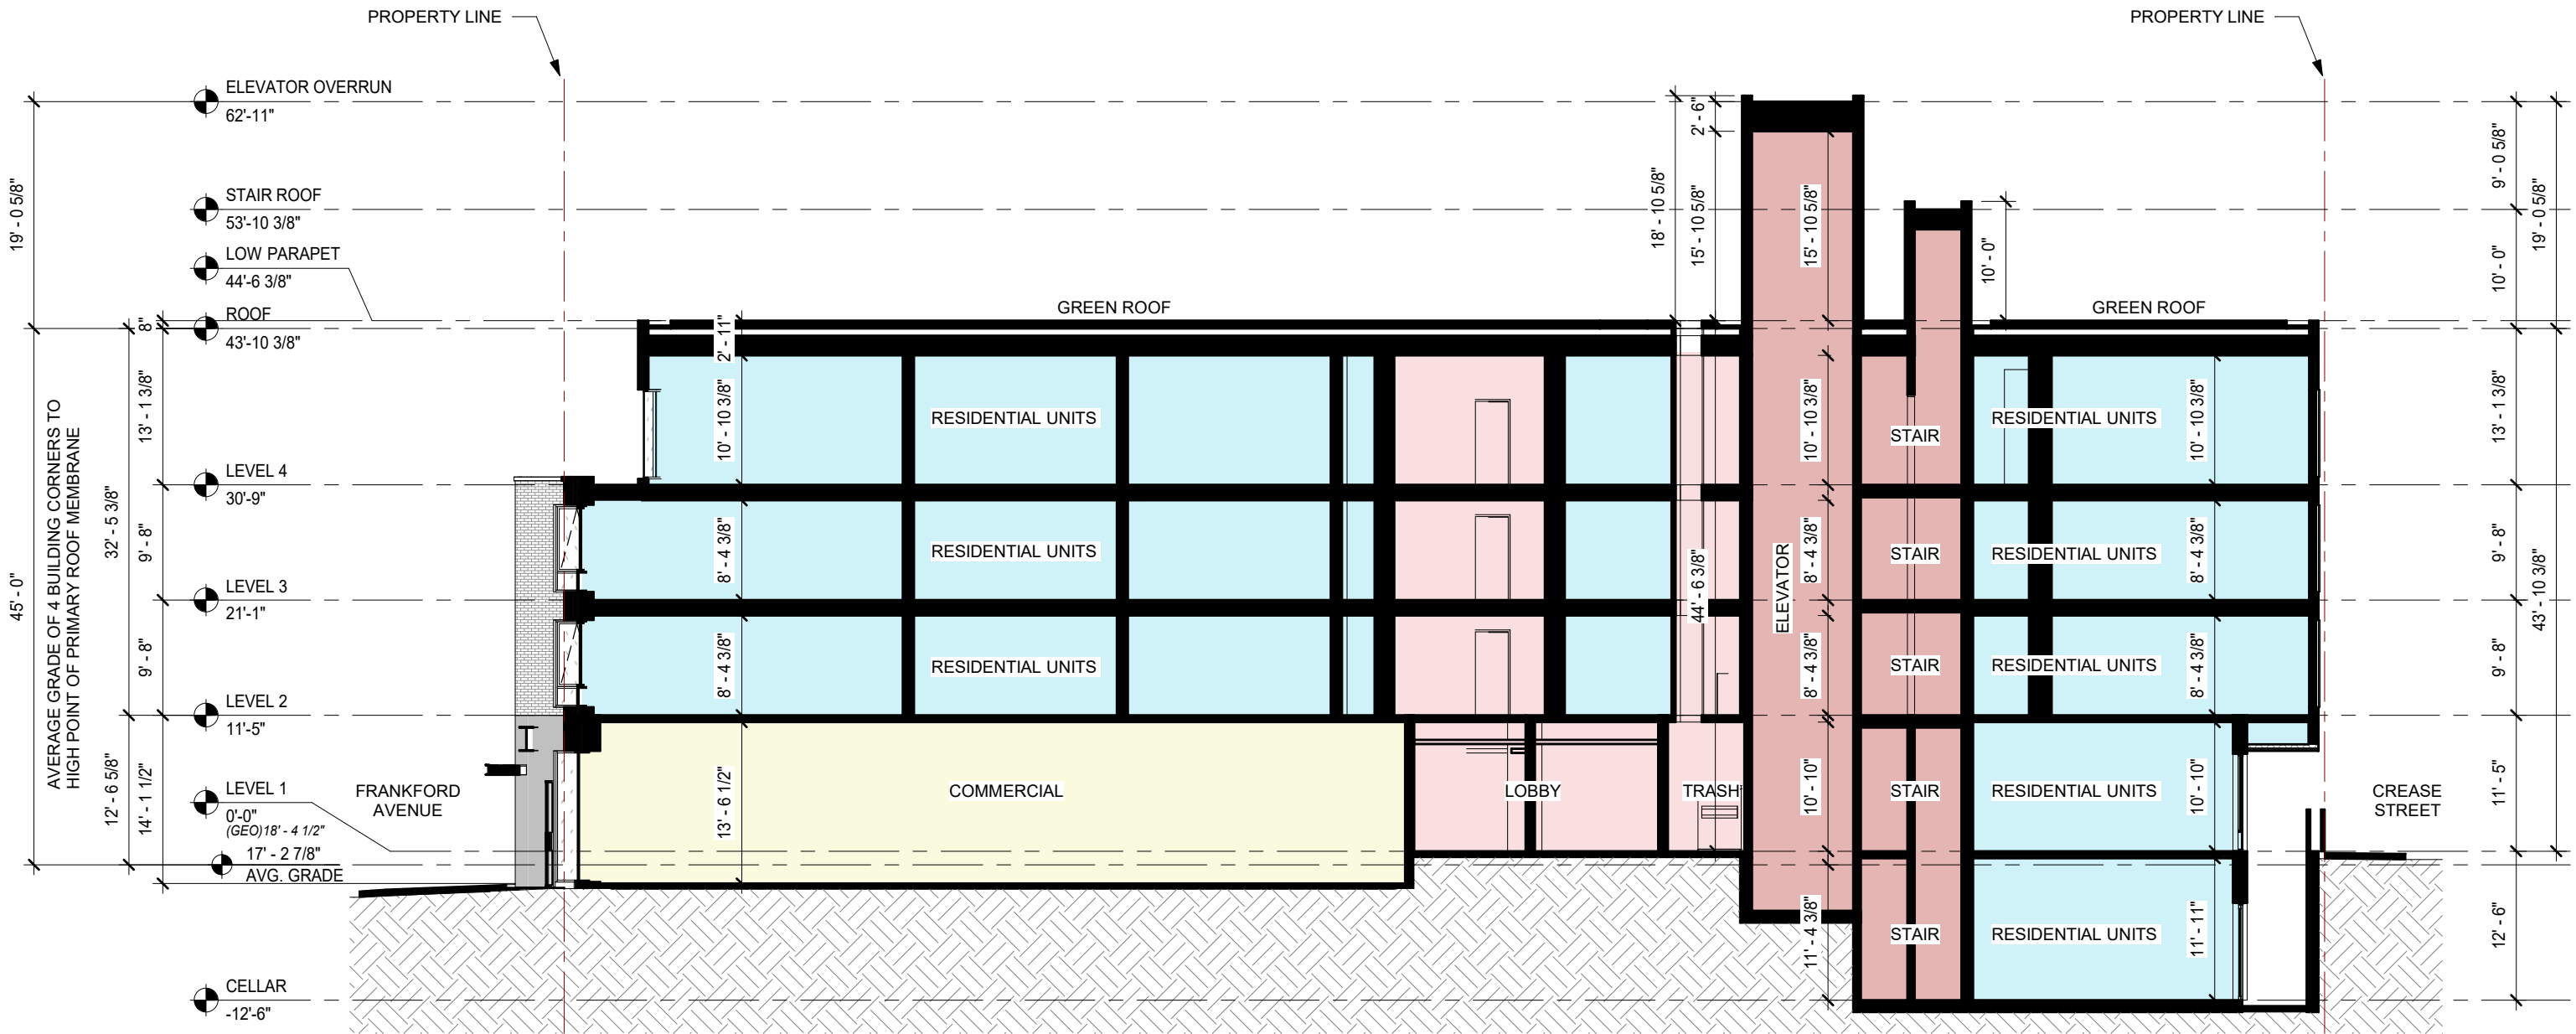 PROPERTY LINE
PROPERTY LINE
ELEVATOR OVERRUN
62'-11"
STAIR ROOF
53'-10 3/8"
LOW PARAPET
44'-6 3/8"
ROOF
43'-10 3/8"
LEVEL 4
30'-9"
LEVEL 3
21'-1"
LEVEL 2
11'-5"
LEVEL 1
0'-0"
(GEO)18' - 4 1/2"
17' - 2 7/8"
AVG. GRADE
CELLAR
-12'-6"
19' - 0 5/8"
45' - 0"
AVERAGE GRADE OF 4 BUILDING CORNERS TO
HIGH POINT OF PRIMARY ROOF MEMBRANE
32' - 5 3/8"
12' - 6 5/8"
8"
13' - 1 3/8"
9' - 8"
9' - 8"
14' - 1 1/2"
FRANKFORD
AVENUE
GREEN ROOF
GREEN ROOF
2' - 11"
10' - 10 3/8"
8' - 4 3/8"
8' - 4 3/8"
13' - 6 1/2"
RESIDENTIAL UNITS
RESIDENTIAL UNITS
RESIDENTIAL UNITS
COMMERCIAL
LOBBY
TRASH
18' - 10 5/8"
2' - 6"
15' - 10 5/8"
44' - 6 3/8"
ELEVATOR
15' - 10 5/8"
10' - 10 3/8"
8' - 4 3/8"
8' - 4 3/8"
10' - 10"
11' - 4 3/8"
10' - 0"
STAIR
STAIR
STAIR
STAIR
STAIR
RESIDENTIAL UNITS
RESIDENTIAL UNITS
RESIDENTIAL UNITS
RESIDENTIAL UNITS
RESIDENTIAL UNITS
10' - 10 3/8"
8' - 4 3/8"
8' - 4 3/8"
10' - 10"
11' - 11"
CREASE
STREET
9' - 0 5/8"
10' - 0"
13' - 1 3/8"
9' - 8"
9' - 8"
11' - 5"
12' - 6"
19' - 0 5/8"
43' - 10 3/8"